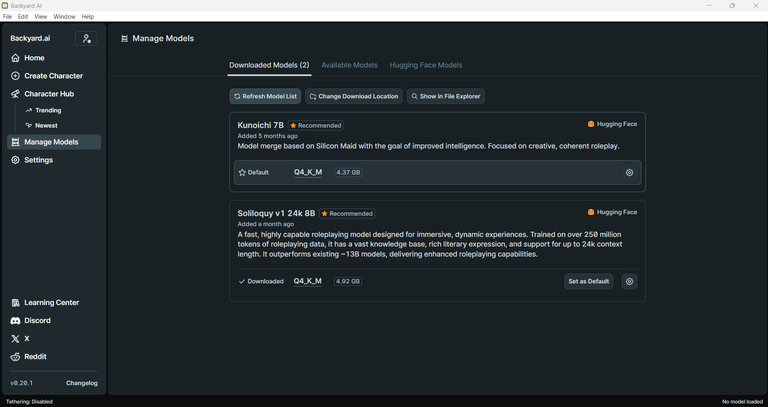 Backyard AI
File Edit View Window Help
Backyard.ai
Home
Create Character
Character Hub
Trending
Newest
Manage Models
Settings
Learning Center
Discord
X
Reddit
v0.20.1 Changelog
Manage Models
Downloaded Models (2) Available Models Hugging Face Models
Refresh Model List Change Download Location Show in File Explorer
Kunoichi 7B Recommended Hugging Face
Added 5 months ago
Model merge based on Silicon Maid with the goal of improved intelligence. Focused on creative, coherent roleplay.
Default Q4_K_M 4.37 GB
Soliloquy v1 24k 8B Recommended Hugging Face
Added a month ago
A fast, highly capable roleplaying model designed for immersive, dynamic experiences. Trained on over 250 million
tokens of roleplaying data, it has a vast knowledge base, rich literary expression, and support for up to 24k context
length. It outperforms existing ~13B models, delivering enhanced roleplaying capabilities.
Downloaded Q4_K_M 4.92 GB Set as Default
Tethering: Disabled No model loaded